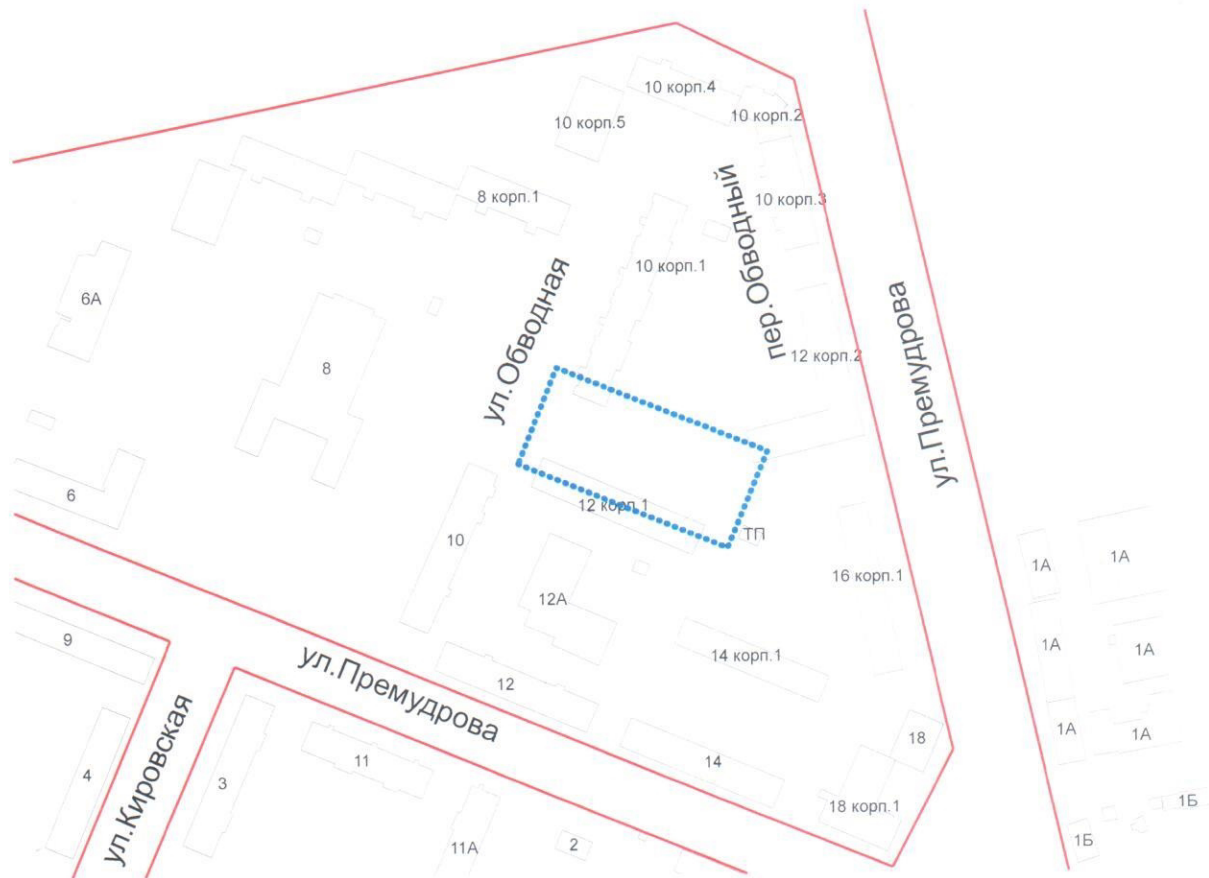 10 корп.4
10 корп.2
10 корп.5
8 корп.1
10 корп.3
пер.Обводный
10 корп.1
6А
ул.Обводная
ул.Премудрова
12 корп.2
8
6
12 корп.1
10
ТП
1А
1А
16 корп.1
12А
9
1А
1А
14 корп.1
ул.Премудрова
12
1А
1А
18
ул.Кировская
4
3
11
14
18 корп.1
1Б
1Б
11А
2